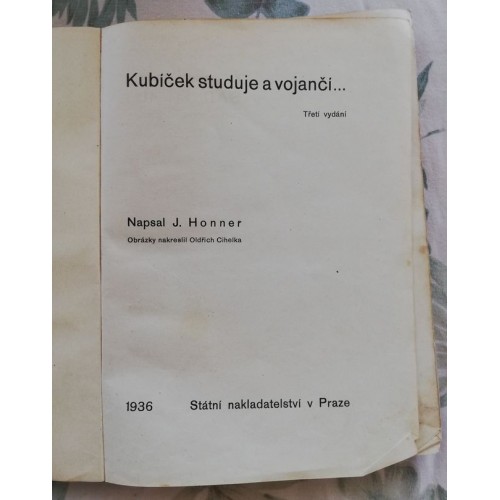 Kubíček studuje a vojančí...
Třetí vydání
Napsal J. Honner
Obrázky nakreslil Oldřich Cihelka
1936 Státní nakladatelství v Praze